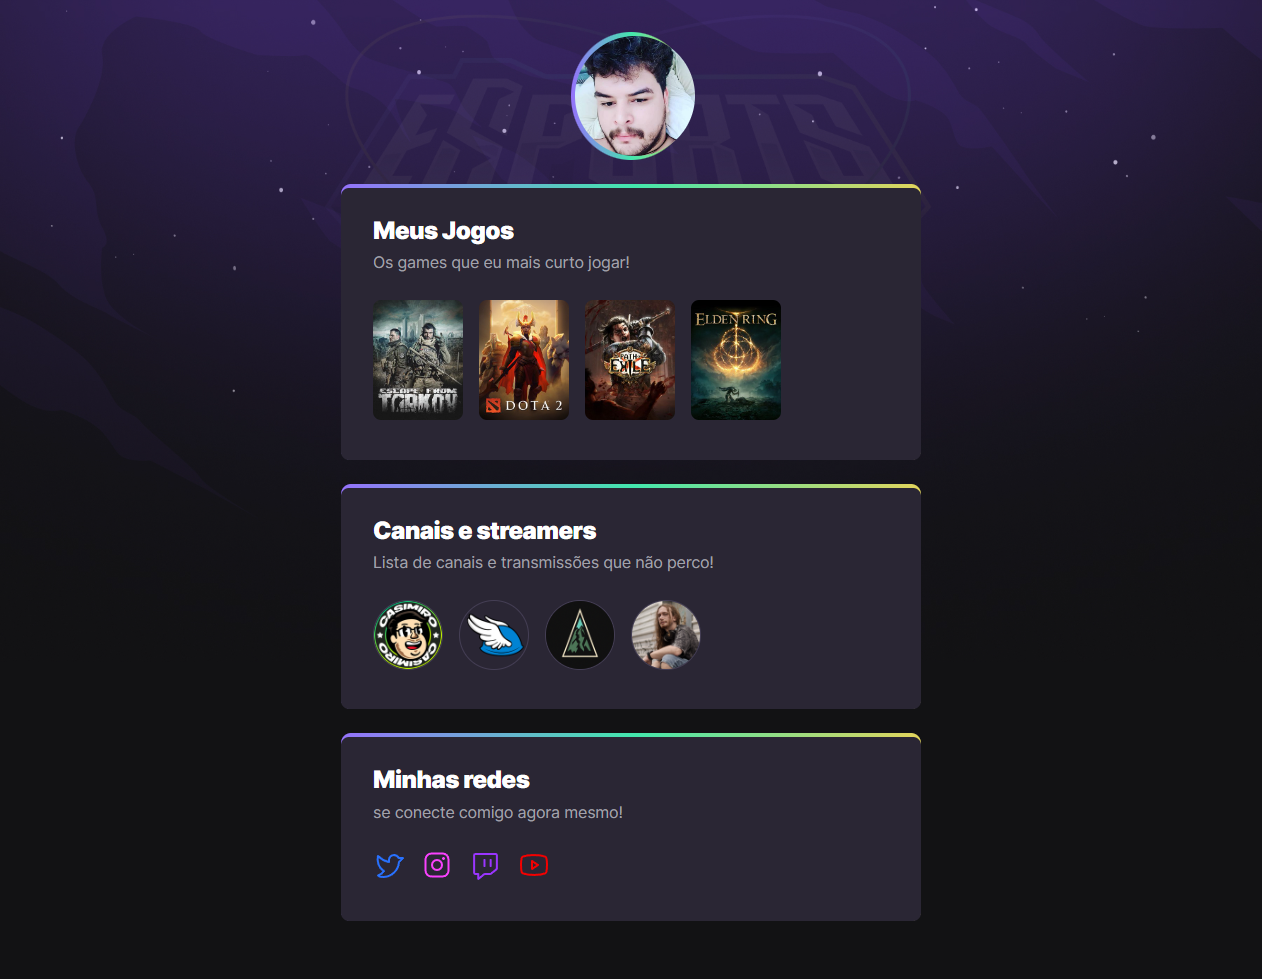 ESPORTS
Meus Jogos
Os games que eu mais curto jogar!
ESCAPE FROM
TARKOV
DOTA 2
PATH
OF
EXILE
ELDEN RING
Canais e streamers
Lista de canais e transmissões que não perco!
CASIMIRO
CASIMIRO
Minhas redes
se conecte comigo agora mesmo!